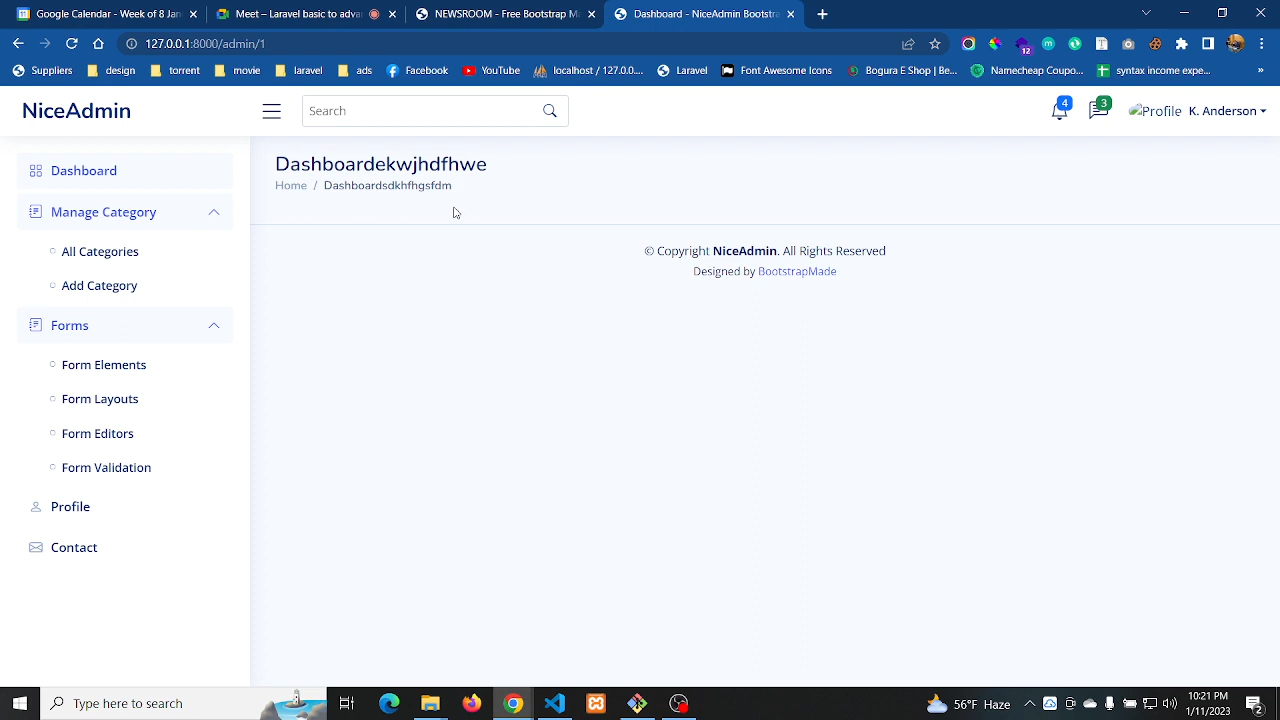 Google Calendar - Week of 8 Jan
Meet – Laravel basic to adva
NEWSROOM - Free Bootstrap M
Dashboard - NiceAdmin Bootstra
127.0.0.1:8000/admin/1
12
Suppliers
design
torrent
movie
laravel
ads
Facebook
YouTube
localhost / 127.0....
Laravel
Font Awesome Icons
Bogura E Shop | Be...
Namecheap Coupo...
syntax income expe...
»
NiceAdmin
Search
4
3
Profile
K. Anderson
Dashboard
Manage Category
All Categories
Add Category
Forms
Form Elements
Form Layouts
Form Editors
Form Validation
Profile
Contact
Dashboardekwjhdfhwe
Home / Dashboardsdkhfhgsfdm
© Copyright NiceAdmin. All Rights Reserved
Designed by BootstrapMade
Type here to search
56°F Haze
10:21 PM
1/11/2023
2